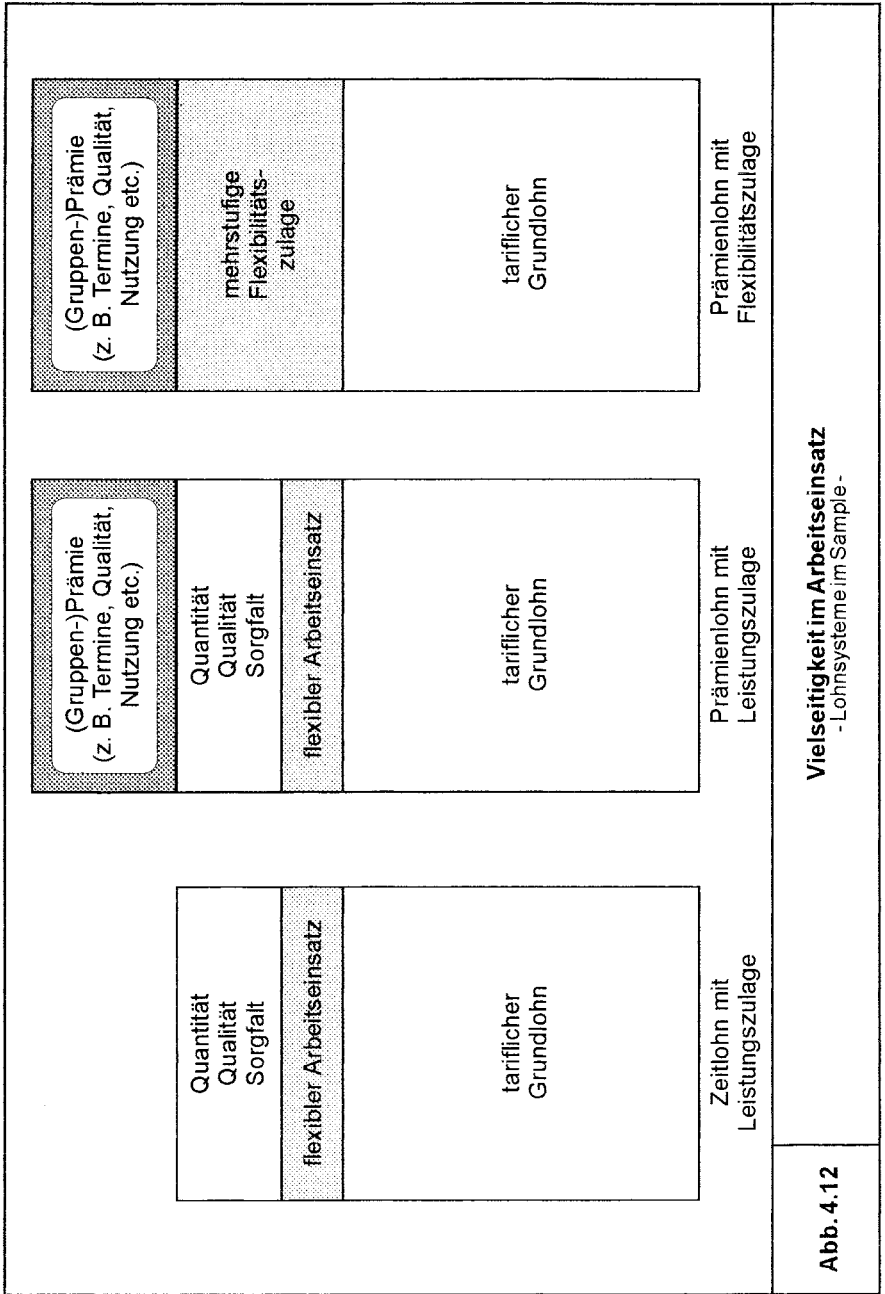 Quantität
Qualität
Sorgfalt
flexibler Arbeitseinsatz
tariflicher
Grundlohn
Zeitlohn mit
Leistungszulage
(Gruppen-)Prämie
(z. B. Termine, Qualität,
Nutzung etc.)
Quantität
Qualität
Sorgfalt
flexibler Arbeitseinsatz
tariflicher
Grundlohn
Prämienlohn mit
Leistungszulage
(Gruppen-)Prämie
(z. B. Termine, Qualität,
Nutzung etc.)
mehrstufige
Flexibilitäts-
zulage
tariflicher
Grundlohn
Prämienlohn mit
Flexibilitätszulage
Abb. 4.12
Vielseitigkeit im Arbeitseinsatz
- Lohnsysteme im Sample -